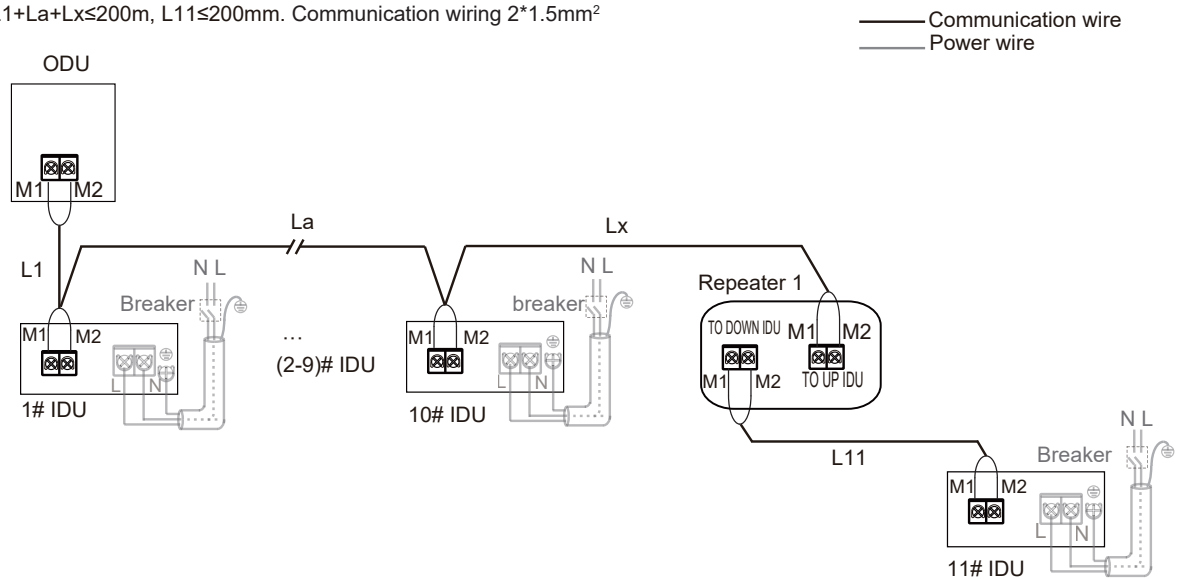 1+La+Lx≤200m, L11≤200mm. Communication wiring 2*1.5mm²
Communication wire
Power wire
ODU
M1 M2
La
Lx
L1
N L
Breaker
M1 M2
L N
1# IDU
...
(2-9)# IDU
N L
breaker
M1 M2
L N
10# IDU
Repeater 1
TO DOWN IDU
M1 M2
TO UP IDU
M1 M2
L11
N L
Breaker
M1 M2
L N
11# IDU